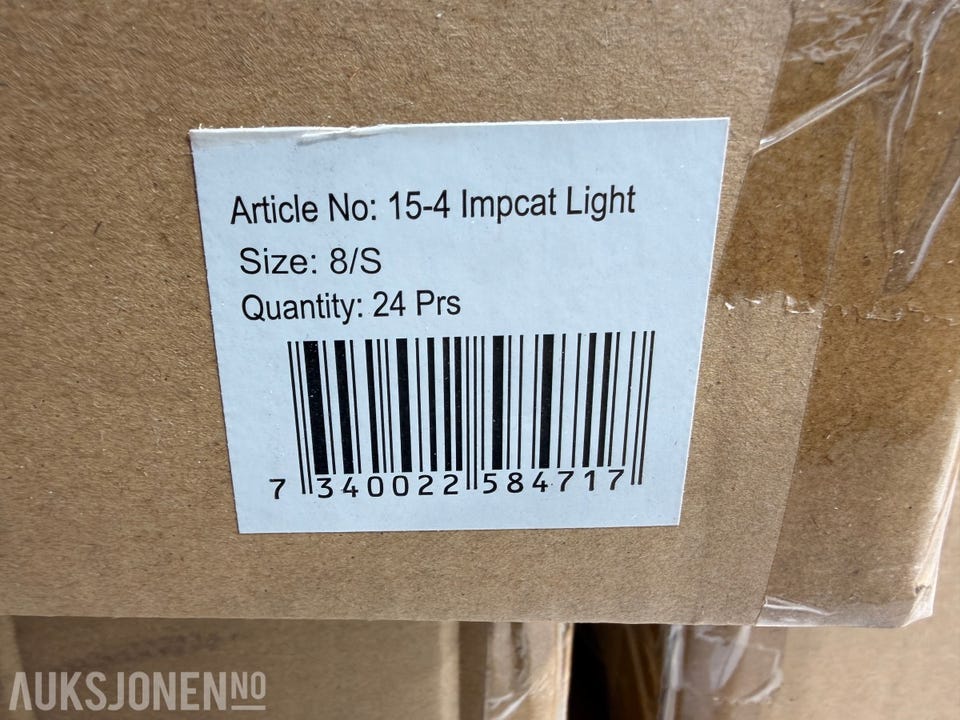 Article No: 15-4 Impcat Light
Size: 8/S
Quantity: 24 Prs
7 340022 584717
AUKSJONEN.NO